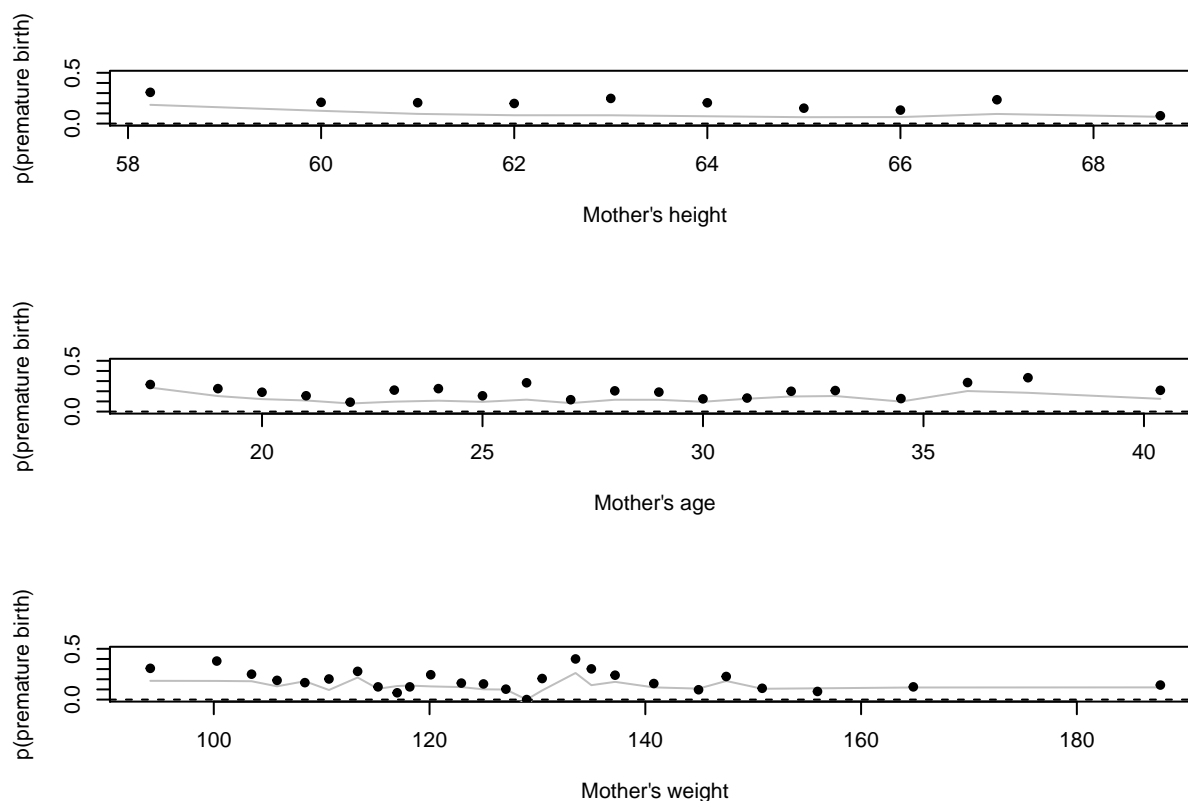 p(premature birth)
0.5
0.0
58 60 62 64 66 68
Mother's height
p(premature birth)
0.5
0.0
20 25 30 35 40
Mother's age
p(premature birth)
0.5
0.0
100 120 140 160 180
Mother's weight